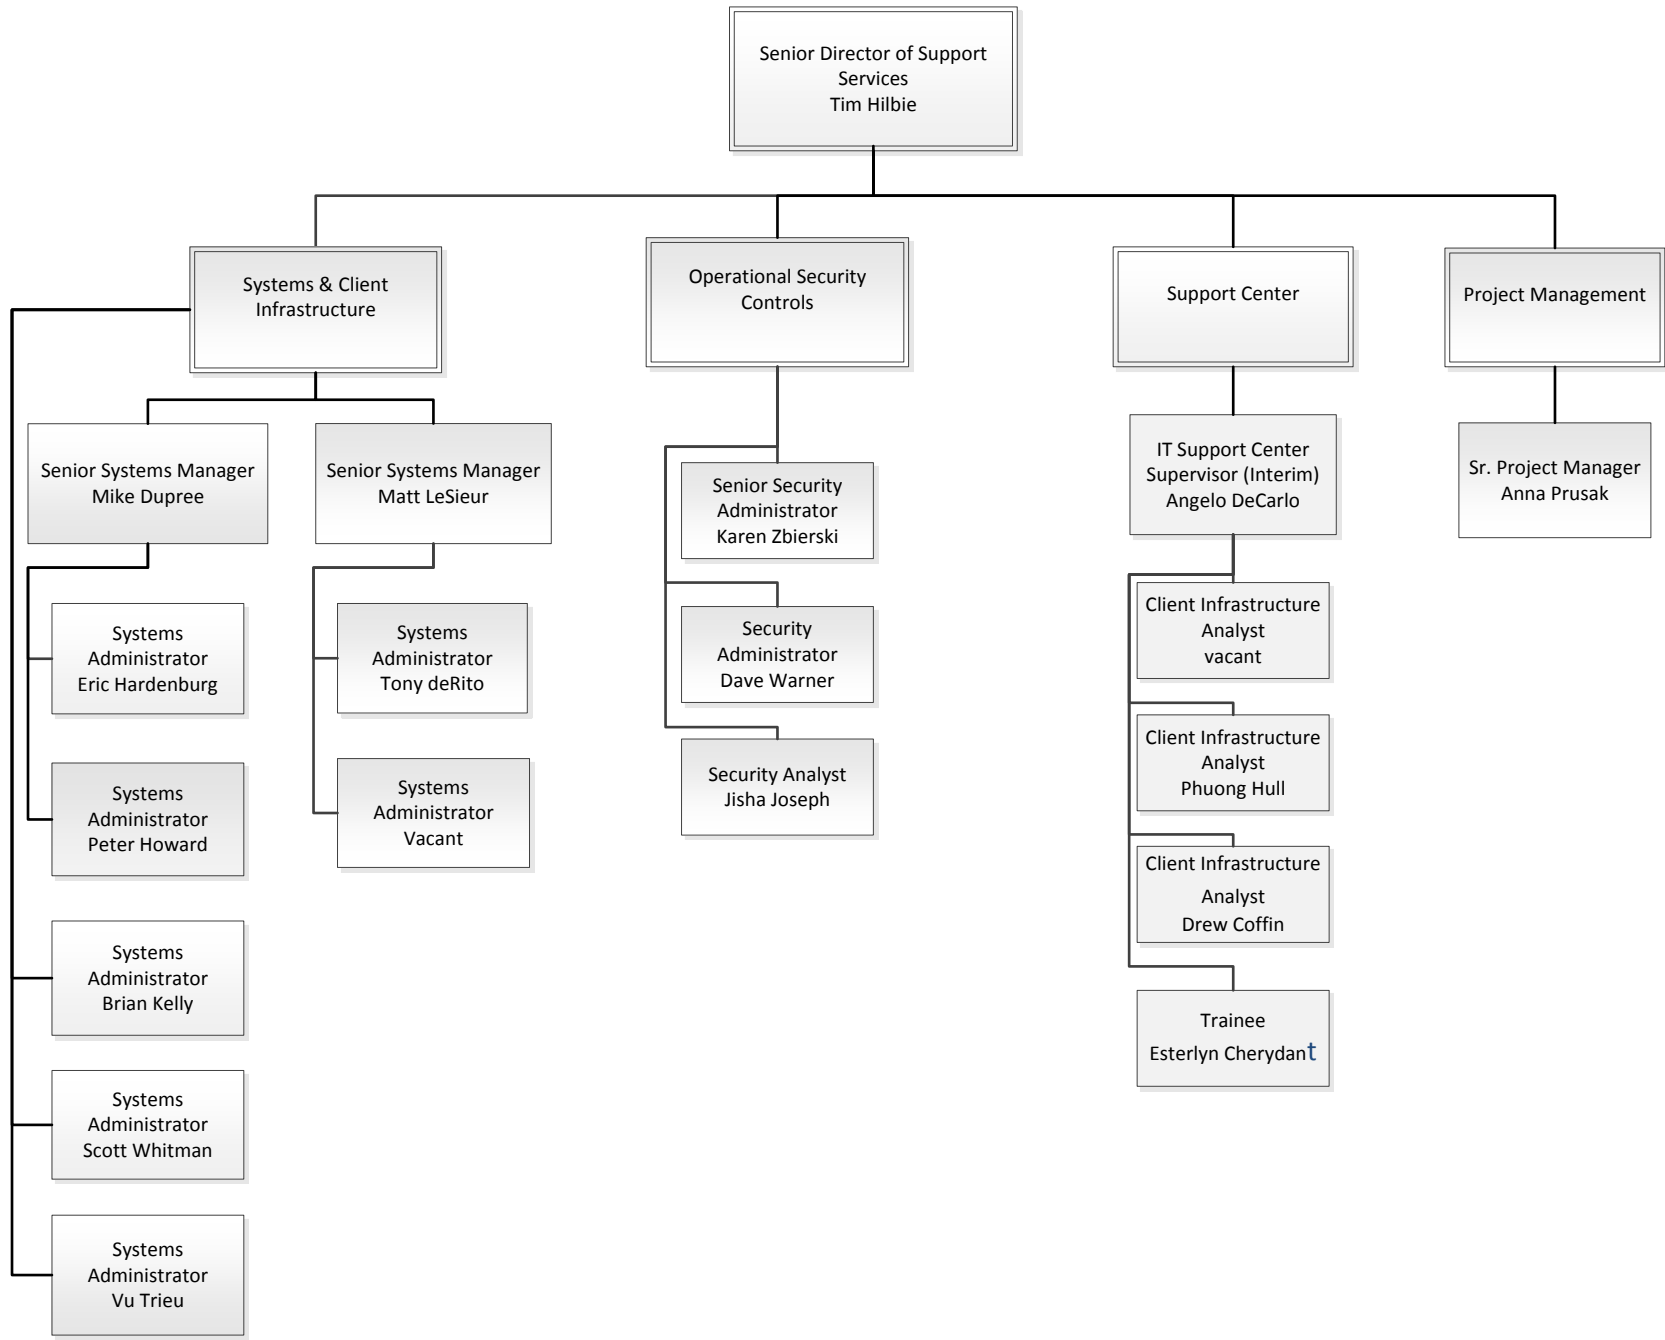 Senior Director of Support
Services
Tim Hilbie
Systems & Client
Infrastructure
Operational Security
Controls
Support Center
Project Management
Senior Systems Manager
Mike Dupree
Senior Systems Manager
Matt LeSieur
Systems
Administrator
Eric Hardenburg
Systems
Administrator
Peter Howard
Systems
Administrator
Tony deRito
Systems
Administrator
Vacant
Systems
Administrator
Brian Kelly
Systems
Administrator
Scott Whitman
Systems
Administrator
Vu Trieu
Senior Security
Administrator
Karen Zbierski
Security
Administrator
Dave Warner
Security Analyst
Jisha Joseph
IT Support Center
Supervisor (Interim)
Angelo DeCarlo
Client Infrastructure
Analyst
vacant
Client Infrastructure
Analyst
Phuong Hull
Client Infrastructure
Analyst
Drew Coffin
Trainee
Esterlyn Cherydant
Sr. Project Manager
Anna Prusak